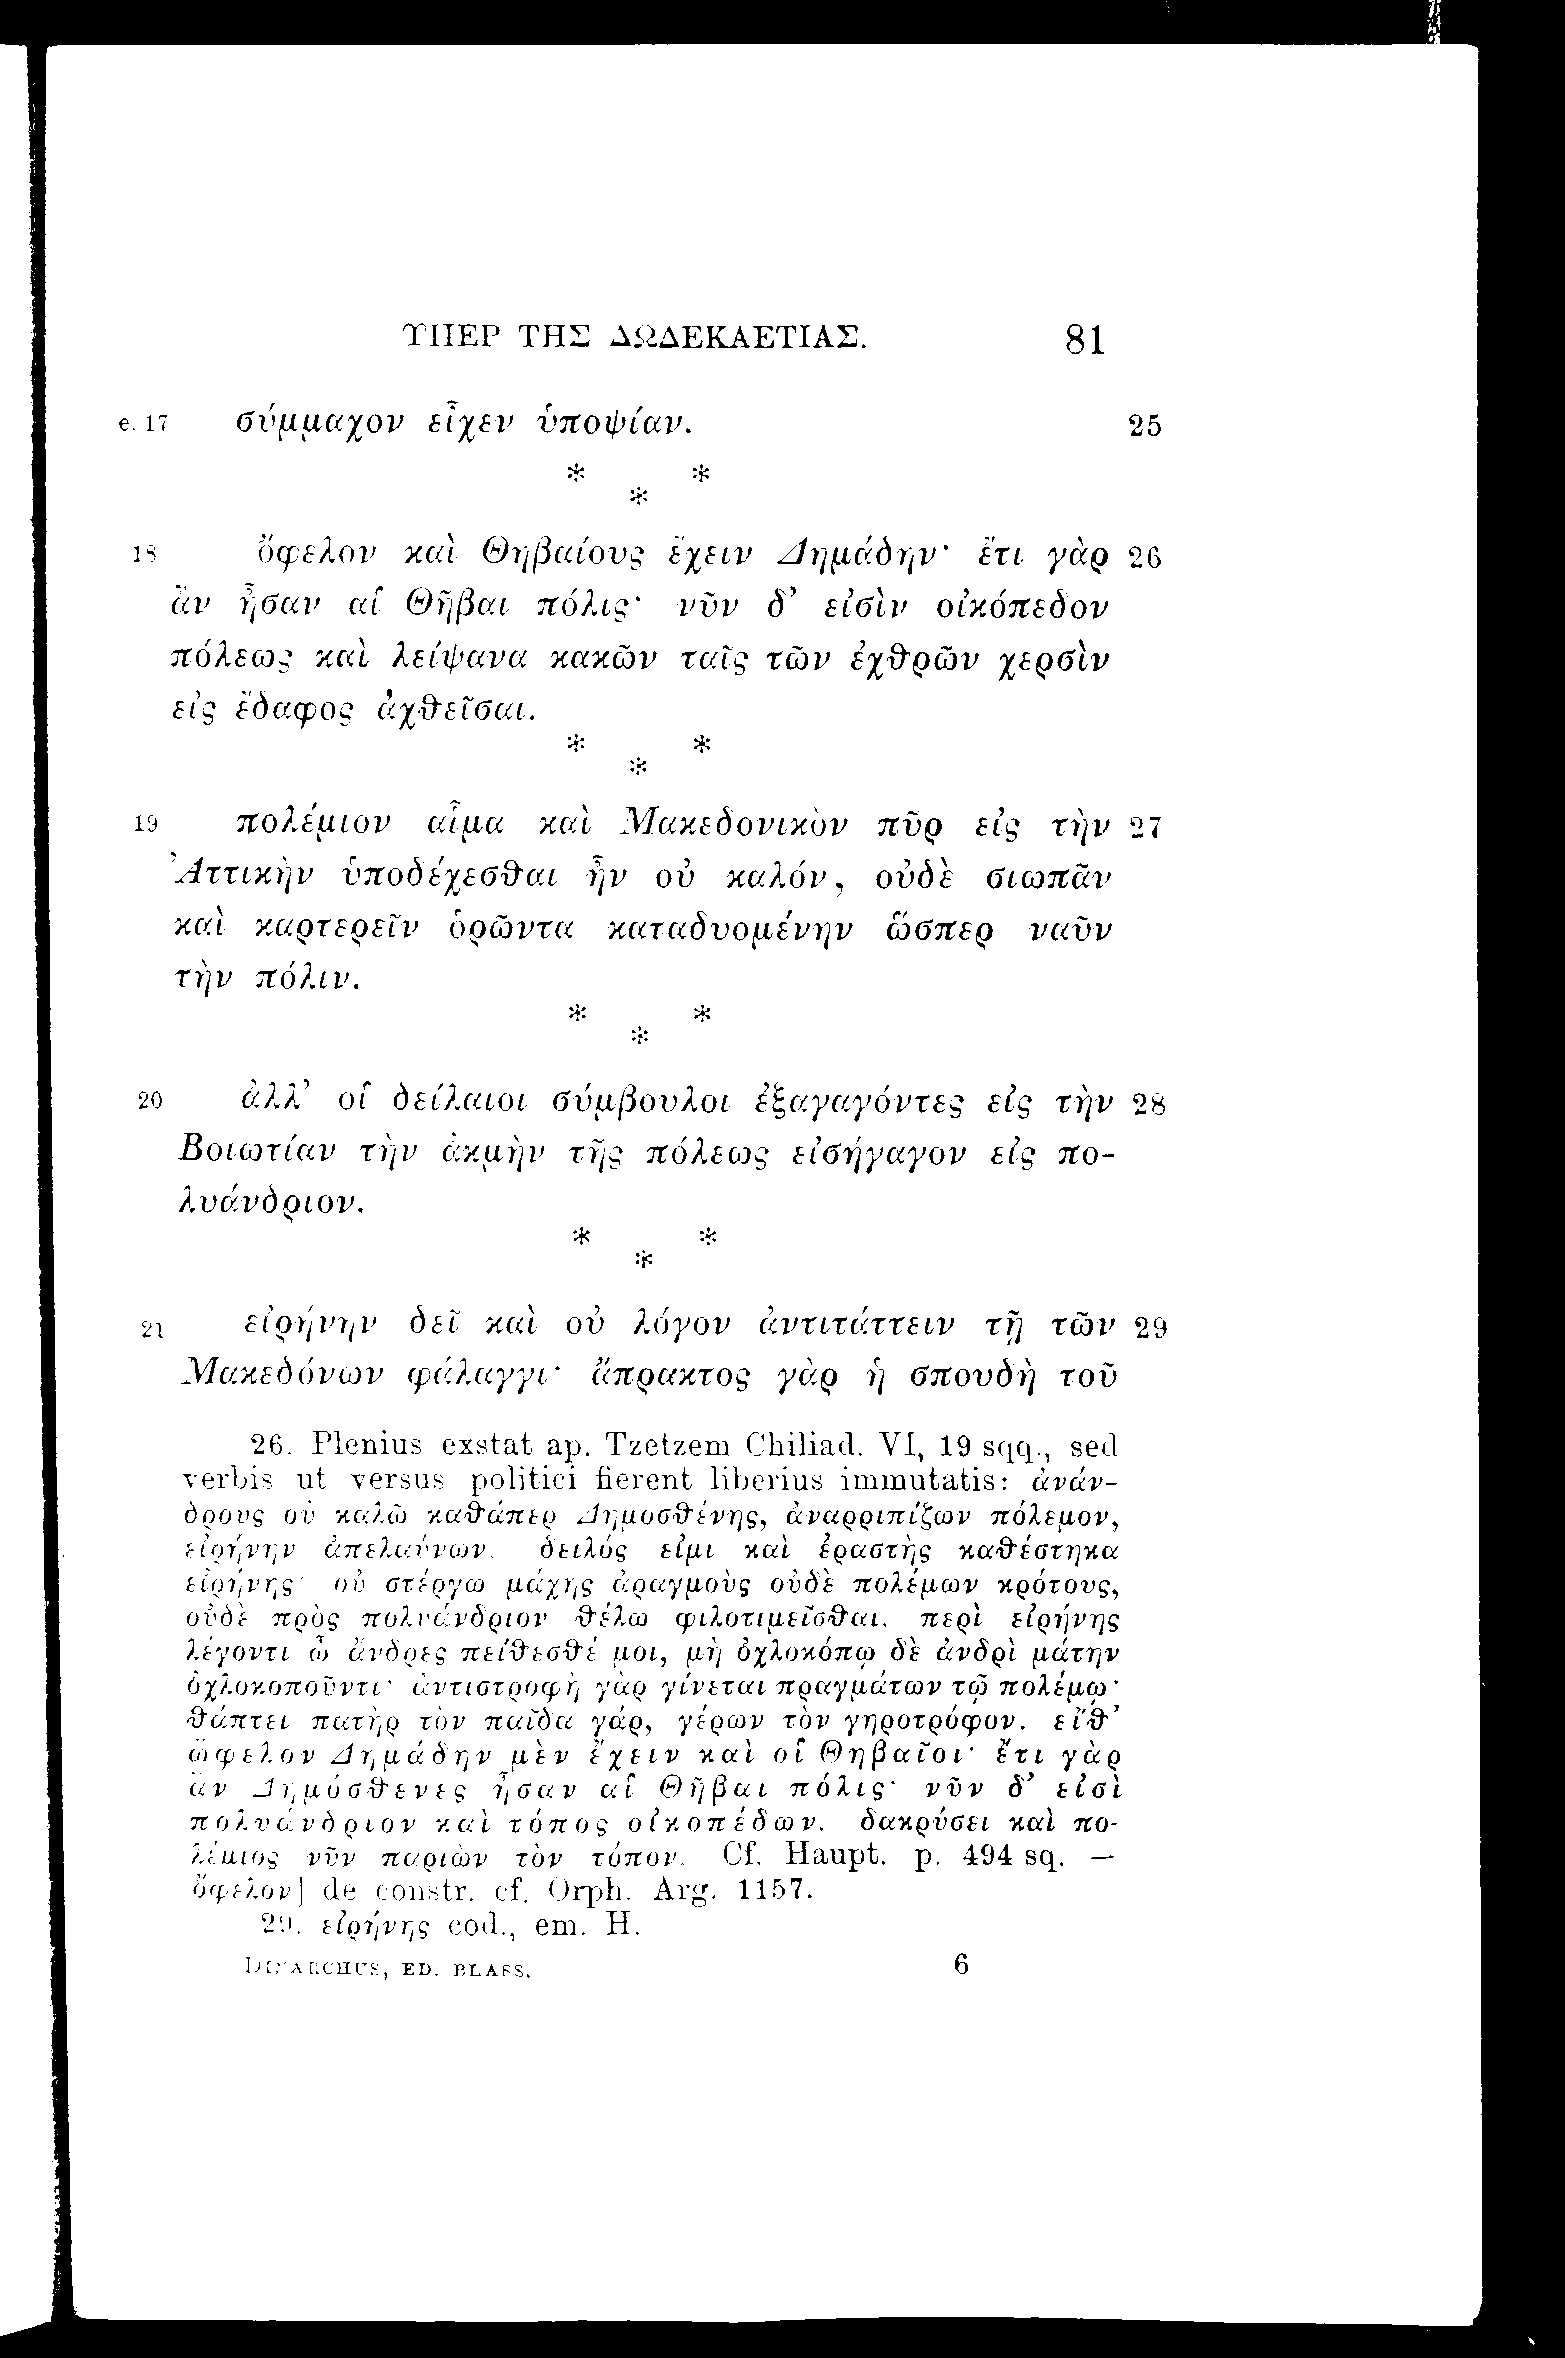 ΥΠΕΡ ΤΗΣ ΔΩΔΕΚΑΕΤΙΑΣ. 81
e. 17 σύμμαχον εἶχεν ὑποψίαν. 25
* *
*
18 ὄφελον καὶ Θηβαίους ἔχειν Δημάδην· ἔτι γὰρ 26
ἂν ἦσαν αἱ Θῆβαι πόλις· νῦν δ’ εἰσὶν οἰκόπεδον
πόλεως καὶ λείψανα κακῶν ταῖς τῶν ἐχθρῶν χερσὶν
εἰς ἔδαφος ἀχθεῖσαι.
* *
*
19 πολέμιον αἷμα καὶ Μακεδονικὸν πῦρ εἰς τὴν 27
Ἀττικὴν ὑποδέχεσθαι ἦν οὐ καλόν, οὐδὲ σιωπᾶν
καὶ καρτερεῖν ὁρῶντα καταδυομένην ὥσπερ ναῦν
τὴν πόλιν.
* *
*
20 ἀλλ’ οἱ δείλαιοι σύμβουλοι ἐξαγαγόντες εἰς τὴν 28
Βοιωτίαν τὴν ἀκμὴν τῆς πόλεως εἰσήγαγον εἰς πο-
λυάνδριον.
* *
*
21 εἰρήνην δεῖ καὶ οὐ λόγον ἀντιτάττειν τῇ τῶν 29
Μακεδόνων φάλαγγι· ἄπρακτος γὰρ ἡ σπουδὴ τοῦ
26. Plenius exstat ap. Tzetzem Chiliad. VI, 19 sqq., sed
verbis ut versus politici fierent liberius immutatis: ἀνάν-
δρους οὐ καλῶ καθάπερ Δημοσθένης, ἀναρριπίζων πόλεμον,
εἰρήνην ἀπελαύνων. δειλός εἰμι καὶ ἐραστὴς καθέστηκα
εἰρήνης· οὐ στέργω μάχης ἀραγμοὺς οὐδὲ πολέμων κρότους,
οὐδὲ πρὸς πολυάνδριον θέλω φιλοτιμεῖσθαι. περὶ εἰρήνης
λέγοντι ὦ ἄνδρες πείθεσθέ μοι, μὴ ὀχλοκόπῳ δὲ ἀνδρὶ μάτην
ὀχλοκοποῦντι· ἀντιστροφὴ γὰρ γίνεται πραγμάτων τῷ πολέμῳ·
θάπτει πατὴρ τὸν παῖδα γάρ, γέρων τὸν γηροτρόφον. εἴθ’
ὤφελον Δημάδην μὲν ἔχειν καὶ οἱ Θηβαῖοι· ἔτι γὰρ
ἂν Δημόσθενες ἦσαν αἱ Θῆβαι πόλις· νῦν δ’ εἰσὶ
πολυάνδριον καὶ τόπος οἰκοπέδων. δακρύσει καὶ πο-
λέμιος νῦν παριὼν τὸν τόπον. Cf. Haupt. p. 494 sq. —
ὄφελον] de constr. cf. Orph. Arg. 1157.
29. εἰρήνης cod., em. H.
DINARCHUS, ED. BLASS. 6